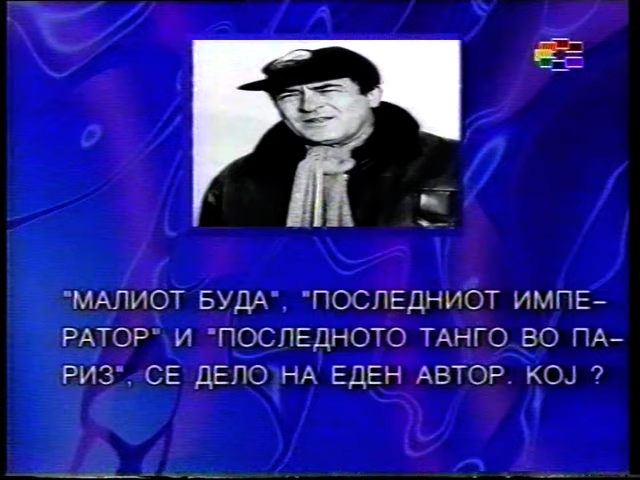 "МАЛИОТ БУДА", "ПОСЛЕДНИОТ ИМПЕ-
РАТОР" И "ПОСЛЕДНОТО ТАНГО ВО ПА-
РИЗ", СЕ ДЕЛО НА ЕДЕН АВТОР. КОЈ ?